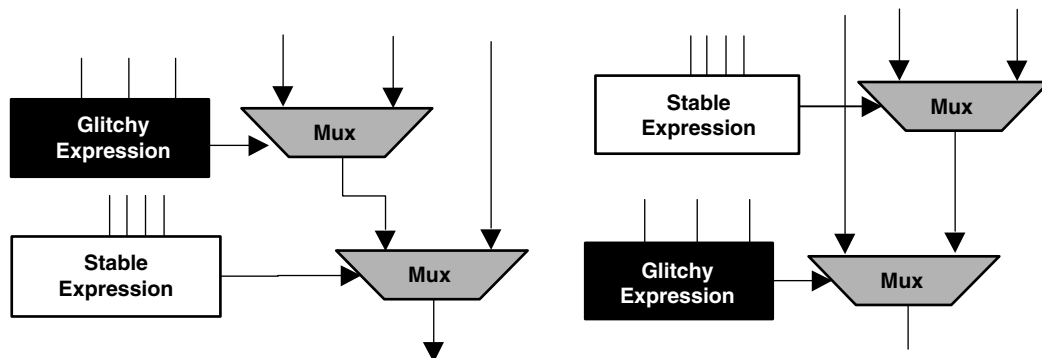 Glitchy
Expression
Mux
Stable
Expression
Mux
Stable
Expression
Mux
Glitchy
Expression
Mux